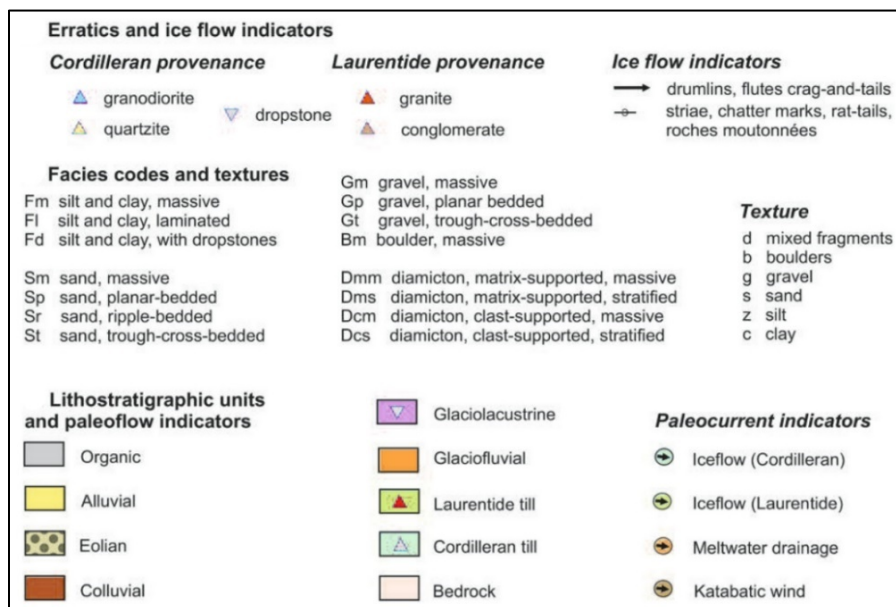 Erratics and ice flow indicators
Cordilleran provenance
granodiorite
quartzite
dropstone
Laurentide provenance
granite
conglomerate
Ice flow indicators
drumlins, flutes crag-and-tails
striae, chatter marks, rat-tails,
roches moutonnées
Facies codes and textures
Fm silt and clay, massive
Fl silt and clay, laminated
Fd silt and clay, with dropstones
Sm sand, massive
Sp sand, planar-bedded
Sr sand, ripple-bedded
St sand, trough-cross-bedded
Gm gravel, massive
Gp gravel, planar bedded
Gt gravel, trough-cross-bedded
Bm boulder, massive
Dmm diamicton, matrix-supported, massive
Dms diamicton, matrix-supported, stratified
Dcm diamicton, clast-supported, massive
Dcs diamicton, clast-supported, stratified
Texture
d mixed fragments
b boulders
g gravel
s sand
z silt
c clay
Lithostratigraphic units
and paleoflow indicators
Organic
Alluvial
Eolian
Colluvial
Glaciolacustrine
Glaciofluvial
Laurentide till
Cordilleran till
Bedrock
Paleocurrent indicators
Iceflow (Cordilleran)
Iceflow (Laurentide)
Meltwater drainage
Katabatic wind